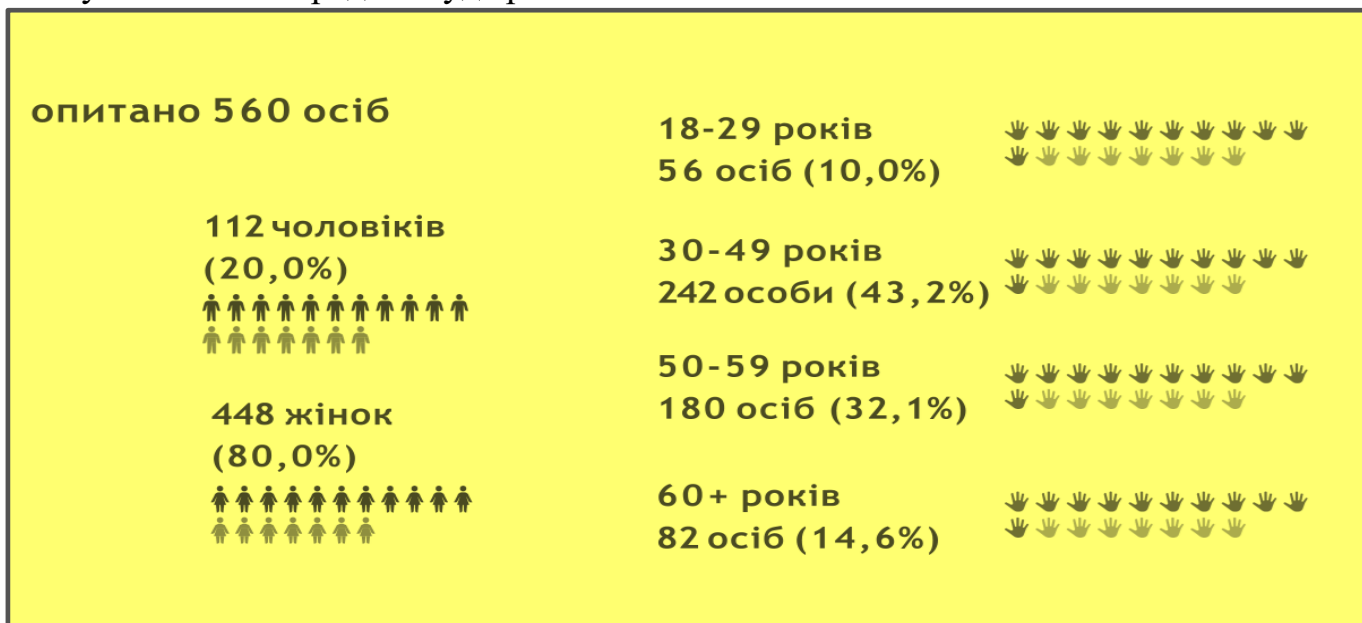 опитано 560 осіб
112 чоловіків
(20,0%)
448 жінок
(80,0%)
18-29 років
56 осіб (10,0%)
30-49 років
242 особи (43,2%)
50-59 років
180 осіб (32,1%)
60+ років
82 осіб (14,6%)